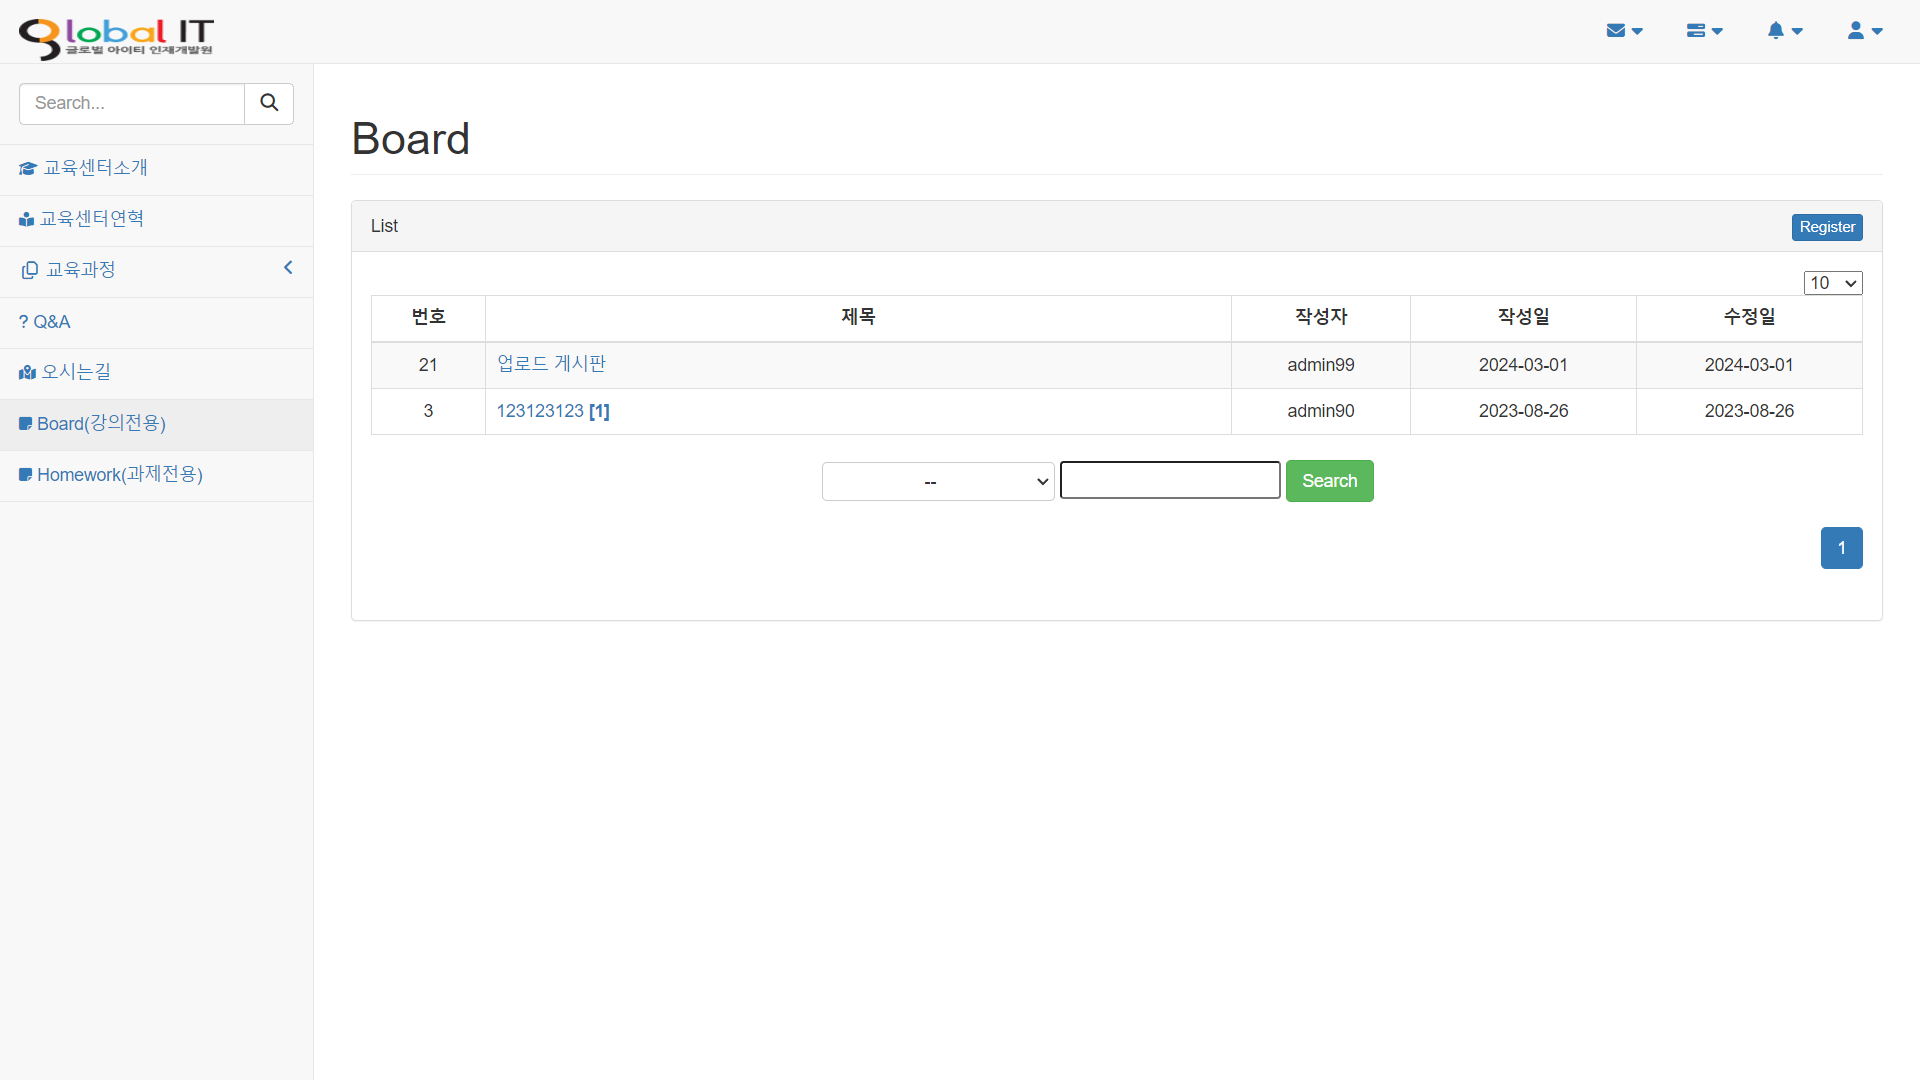 global IT
글로벌 아이티 인재개발원
Search...
교육센터소개
교육센터연혁
교육과정
? Q&A
오시는길
Board(강의전용)
Homework(과제전용)
Board
List
Register
10
번호 제목 작성자 작성일 수정일
21 업로드 게시판 admin99 2024-03-01 2024-03-01
3 123123123 [1] admin90 2023-08-26 2023-08-26
-- Search
1